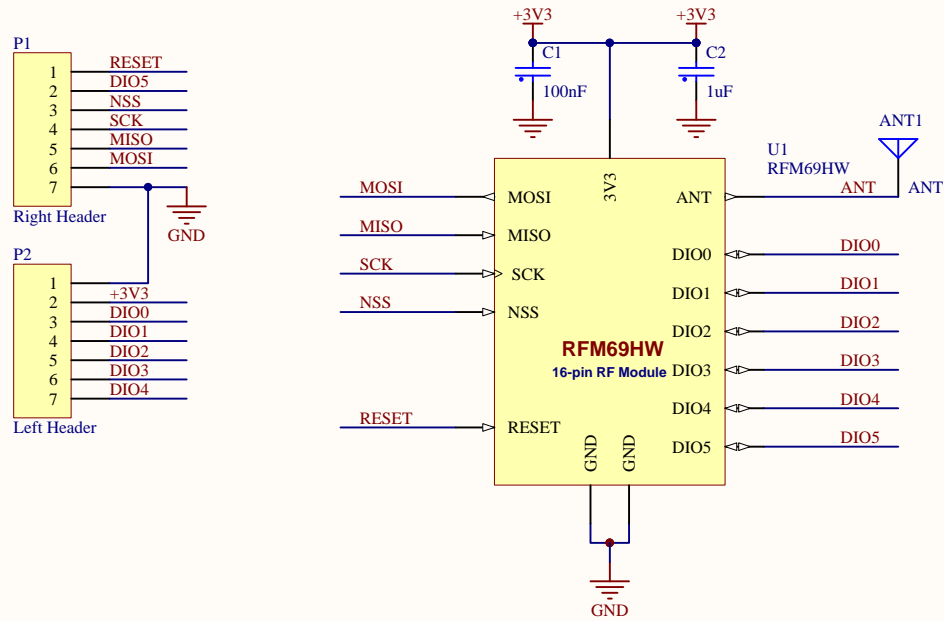 P1
1 RESET
2 DIO5
3 NSS
4 SCK
5 MISO
6 MOSI
7
Right Header
GND
P2
1
2 +3V3
3 DIO0
4 DIO1
5 DIO2
6 DIO3
7 DIO4
Left Header
+3V3
+3V3
C1
100nF
C2
1uF
U1
RFM69HW
ANT1
ANT
MOSI
MISO
SCK
NSS
RESET
MOSI
MISO
SCK
NSS
RESET
3V3
RFM69HW
16-pin RF Module
GND
GND
ANT
DIO0
DIO1
DIO2
DIO3
DIO4
DIO5
ANT
DIO0
DIO1
DIO2
DIO3
DIO4
DIO5
GND